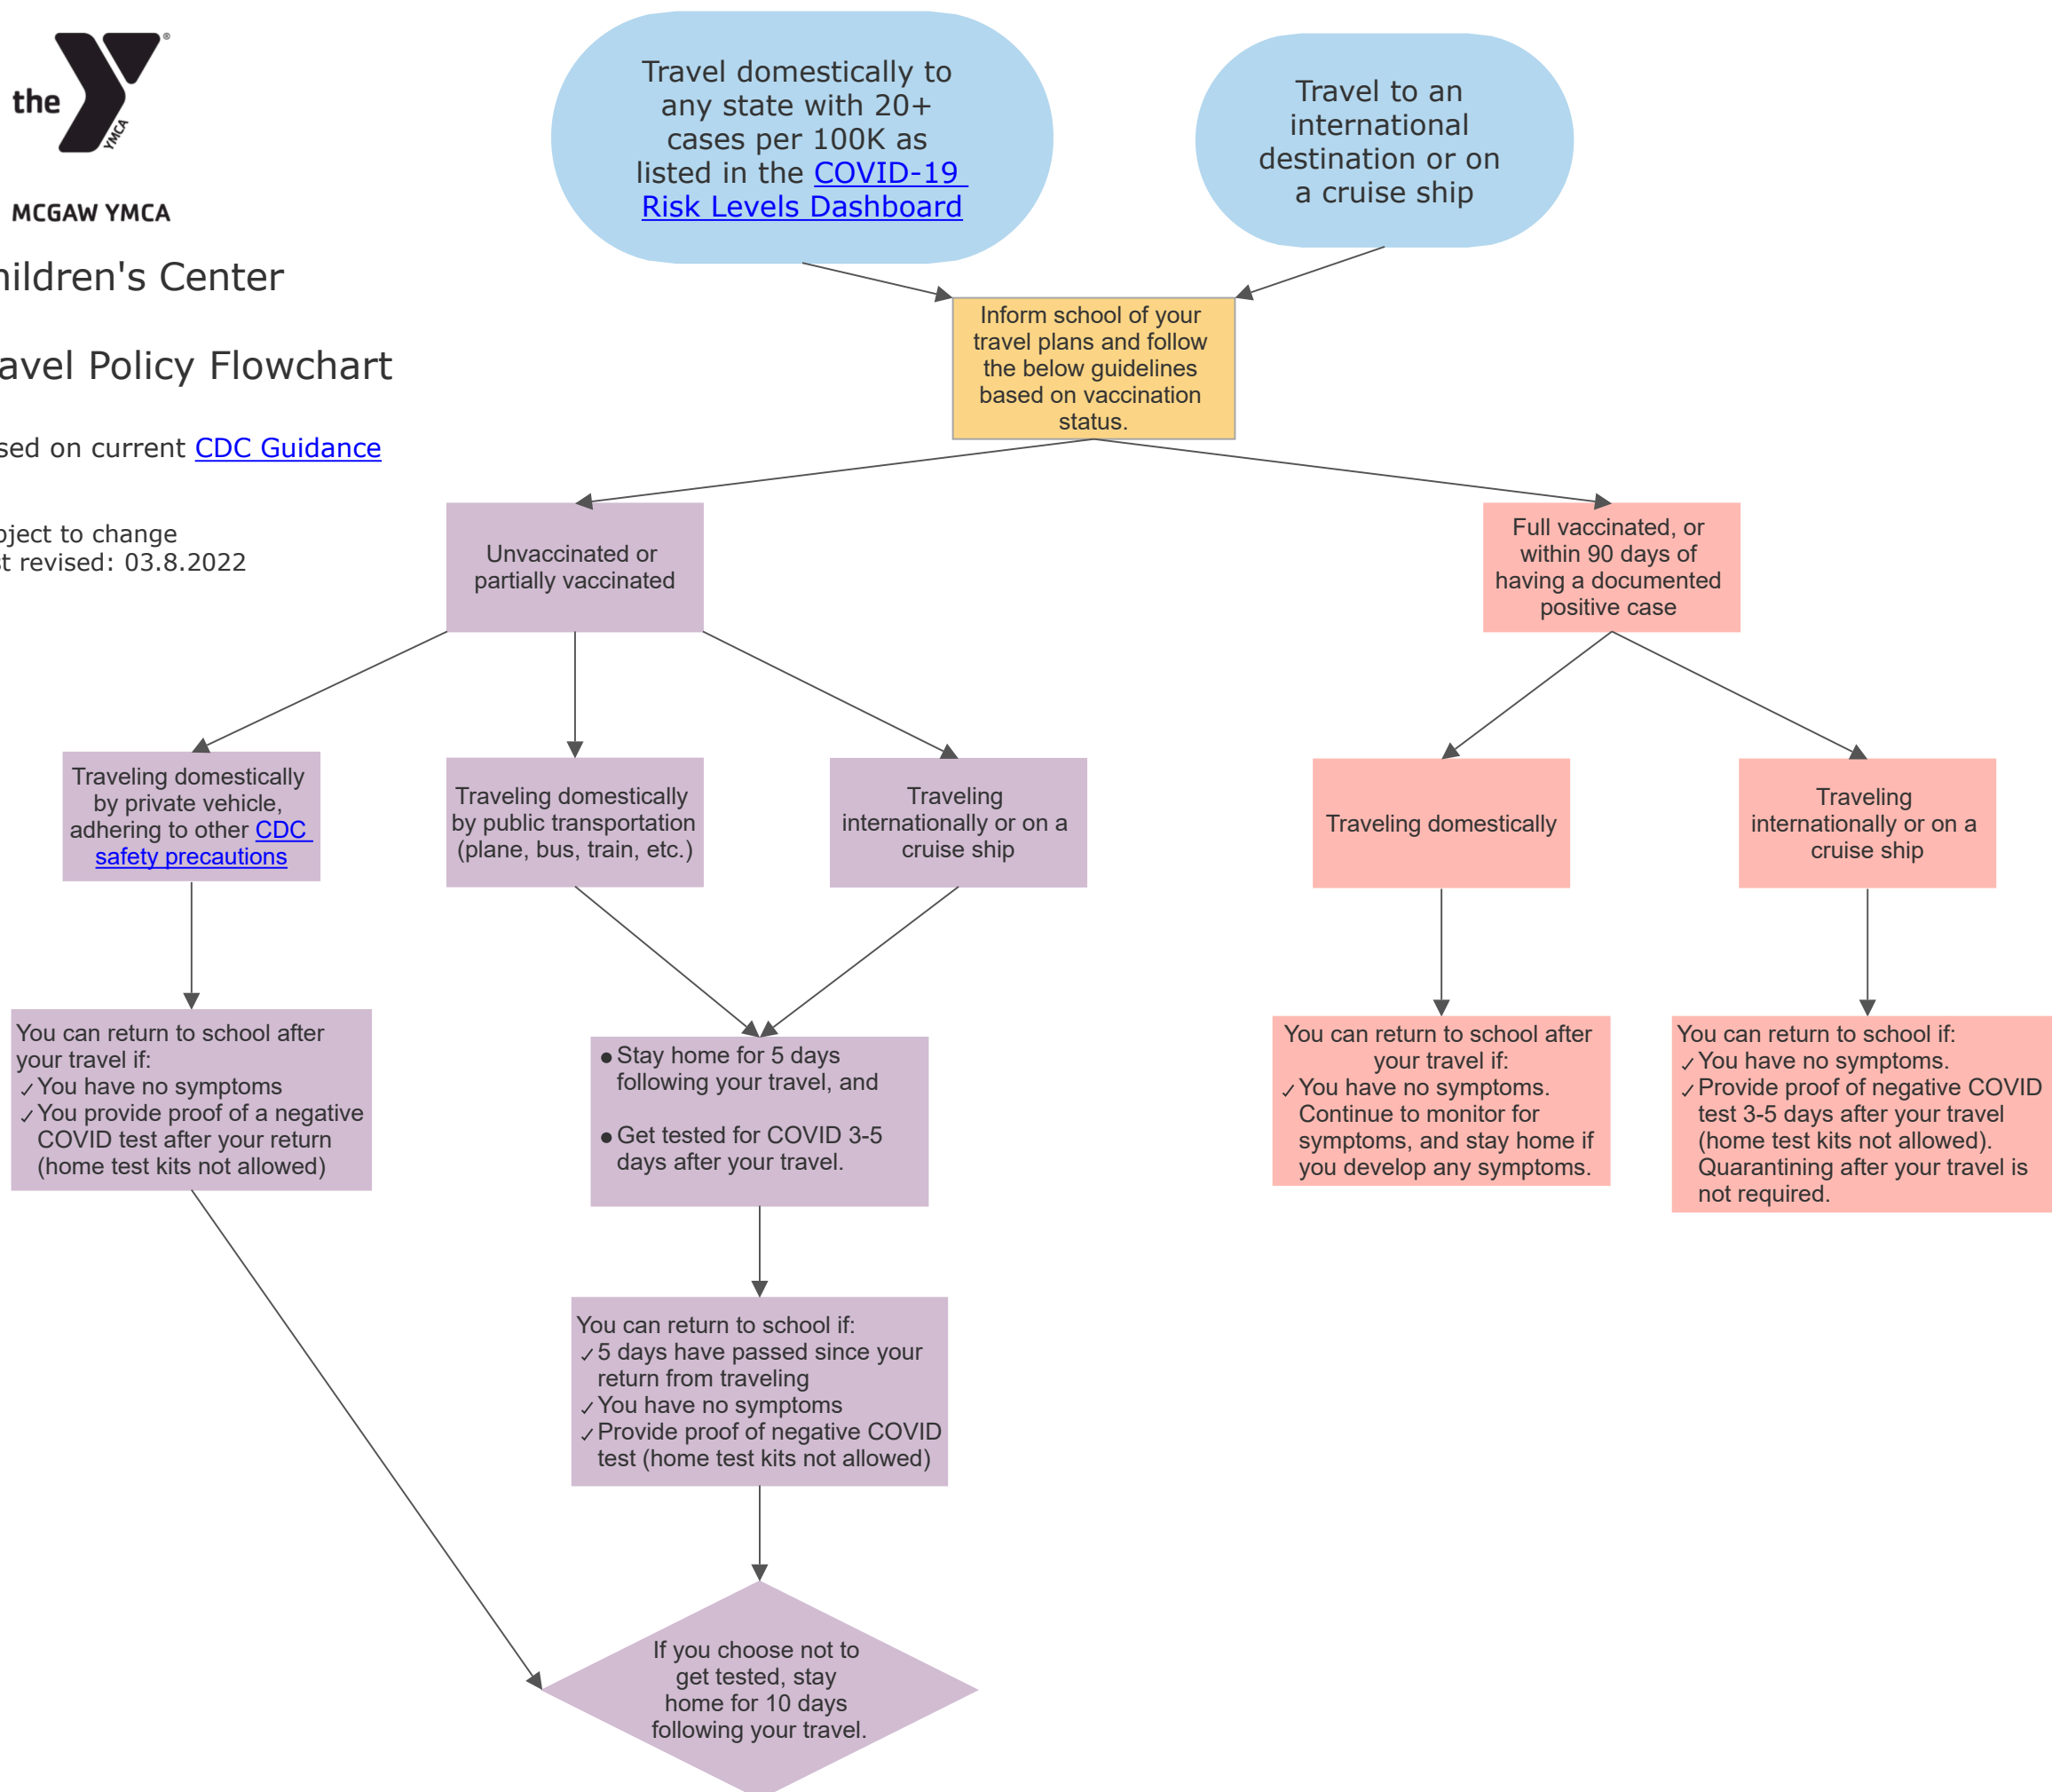 the
YMCA
®
MCGAW YMCA
hildren's Center
avel Policy Flowchart
sed on current CDC Guidance
bject to change
st revised: 03.8.2022
Travel domestically to
any state with 20+
cases per 100K as
listed in the COVID-19
Risk Levels Dashboard
Travel to an
international
destination or on
a cruise ship
Inform school of your
travel plans and follow
the below guidelines
based on vaccination
status.
Unvaccinated or
partially vaccinated
Full vaccinated, or
within 90 days of
having a documented
positive case
Traveling domestically
by private vehicle,
adhering to other CDC
safety precautions
Traveling domestically
by public transportation
(plane, bus, train, etc.)
Traveling
internationally or on a
cruise ship
Traveling domestically
Traveling
internationally or on a
cruise ship
You can return to school after
your travel if:
✓You have no symptoms
✓You provide proof of a negative
COVID test after your return
(home test kits not allowed)
● Stay home for 5 days
following your travel, and
● Get tested for COVID 3-5
days after your travel.
You can return to school after
your travel if:
✓You have no symptoms.
Continue to monitor for
symptoms, and stay home if
you develop any symptoms.
You can return to school if:
✓You have no symptoms.
✓Provide proof of negative COVID
test 3-5 days after your travel
(home test kits not allowed).
Quarantining after your travel is
not required.
You can return to school if:
✓5 days have passed since your
return from traveling
✓You have no symptoms
✓Provide proof of negative COVID
test (home test kits not allowed)
If you choose not to
get tested, stay
home for 10 days
following your travel.